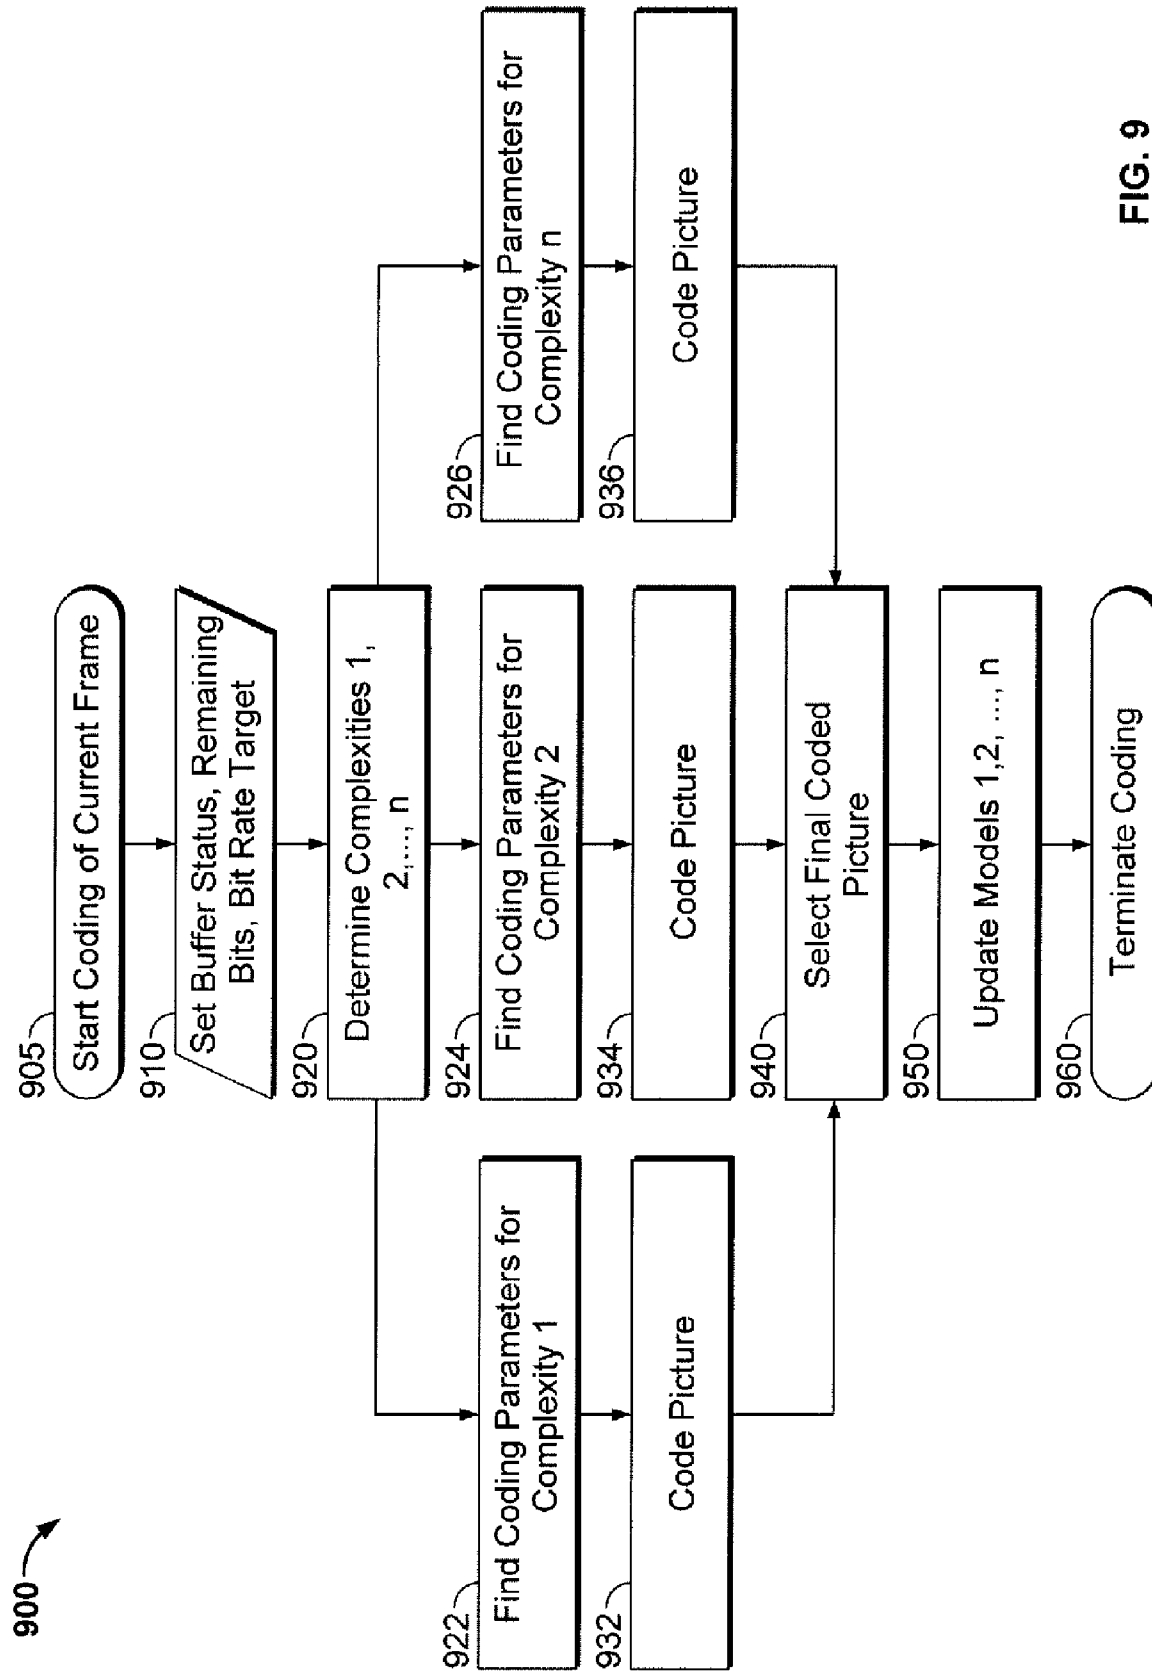 900
905
Start Coding of Current Frame
910
Set Buffer Status, Remaining
Bits, Bit Rate Target
920
Determine Complexities 1,
2,..., n
922
Find Coding Parameters for
Complexity 1
924
Find Coding Parameters for
Complexity 2
926
Find Coding Parameters for
Complexity n
932
Code Picture
934
Code Picture
936
Code Picture
940
Select Final Coded
Picture
950
Update Models 1,2, ..., n
960
Terminate Coding
FIG. 9